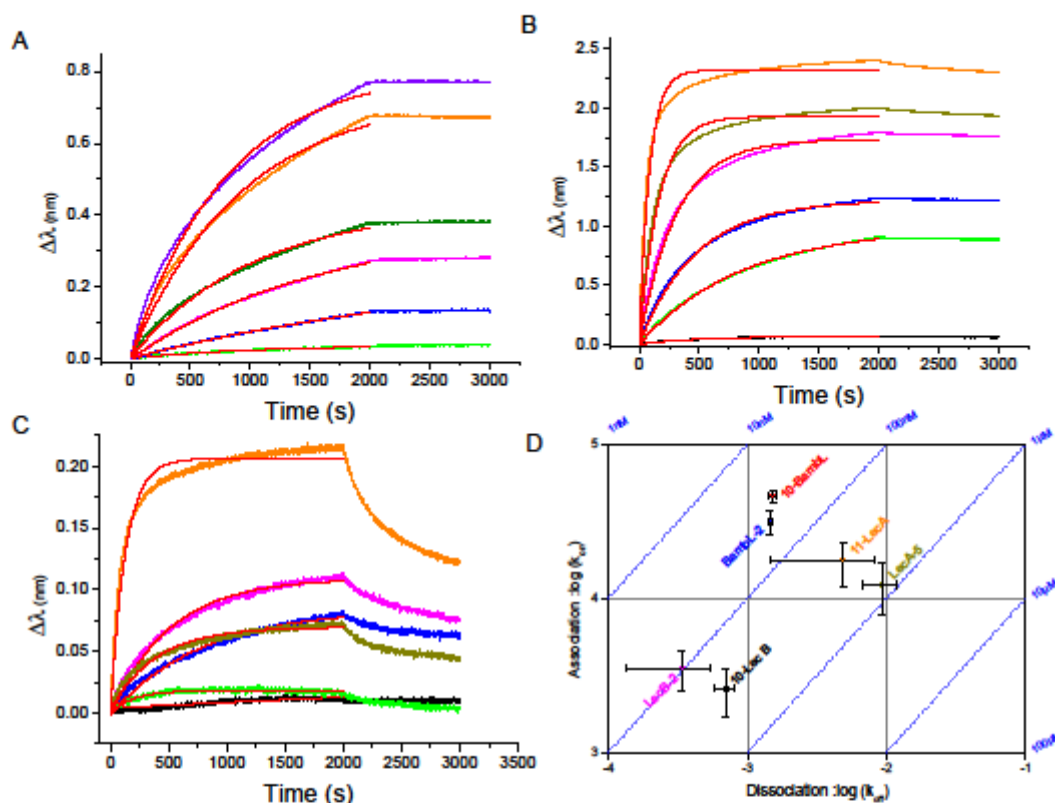 A
0.8
0.6
0.4
0.2
0.0
Δλ (nm)
0 500 1000 1500 2000 2500 3000
Time (s)
B
2.5
2.0
1.5
1.0
0.5
0.0
Δλ (nm)
0 500 1000 1500 2000 2500 3000
Time (s)
C
0.20
0.15
0.10
0.05
0.00
Δλ (nm)
0 500 1000 1500 2000 2500 3000 3500
Time (s)
D
1nM
10nM
100nM
1µM
10µM
5
4
3
Association :log (k
10-BambL
BambL-2
11-LecA
LecA-5
LecB-2
10-Lec B
-4 -3 -2 -1
Dissociation :log (k